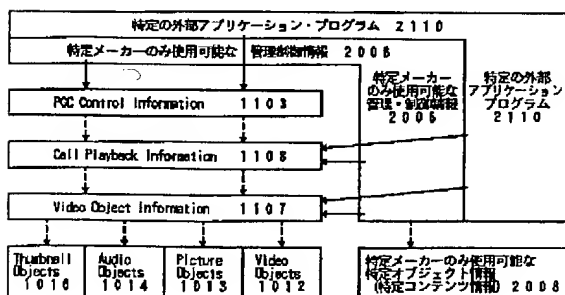 特定の外部アプリケーション・プログラム 2110
特定メーカーのみ使用可能な 管理制御情報 2006
PGC Control Information 1103
Cell Playback Information 1108
Video Object Information 1107
特定メーカー
のみ使用可能な
管理・制御情報
2006
特定の外部
アプリケーション
プログラム
2110
Thumbnail
Objects
1016
Audio
Objects
1014
Picture
Objects
1013
Video
Objects
1012
特定メーカーのみ使用可能な
特定オブジェクト情報
(特定コンテンツ情報) 2008